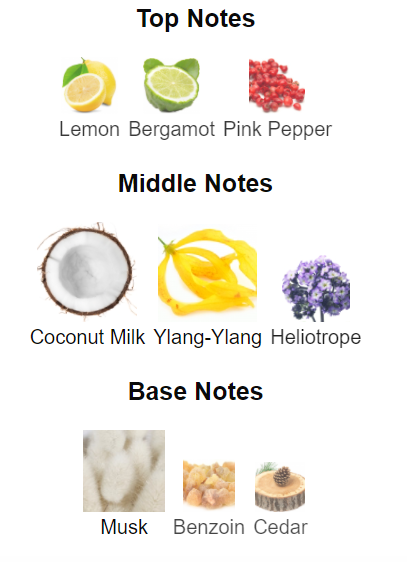 Top Notes
Lemon Bergamot Pink Pepper
Middle Notes
Coconut Milk Ylang-Ylang Heliotrope
Base Notes
Musk Benzoin Cedar